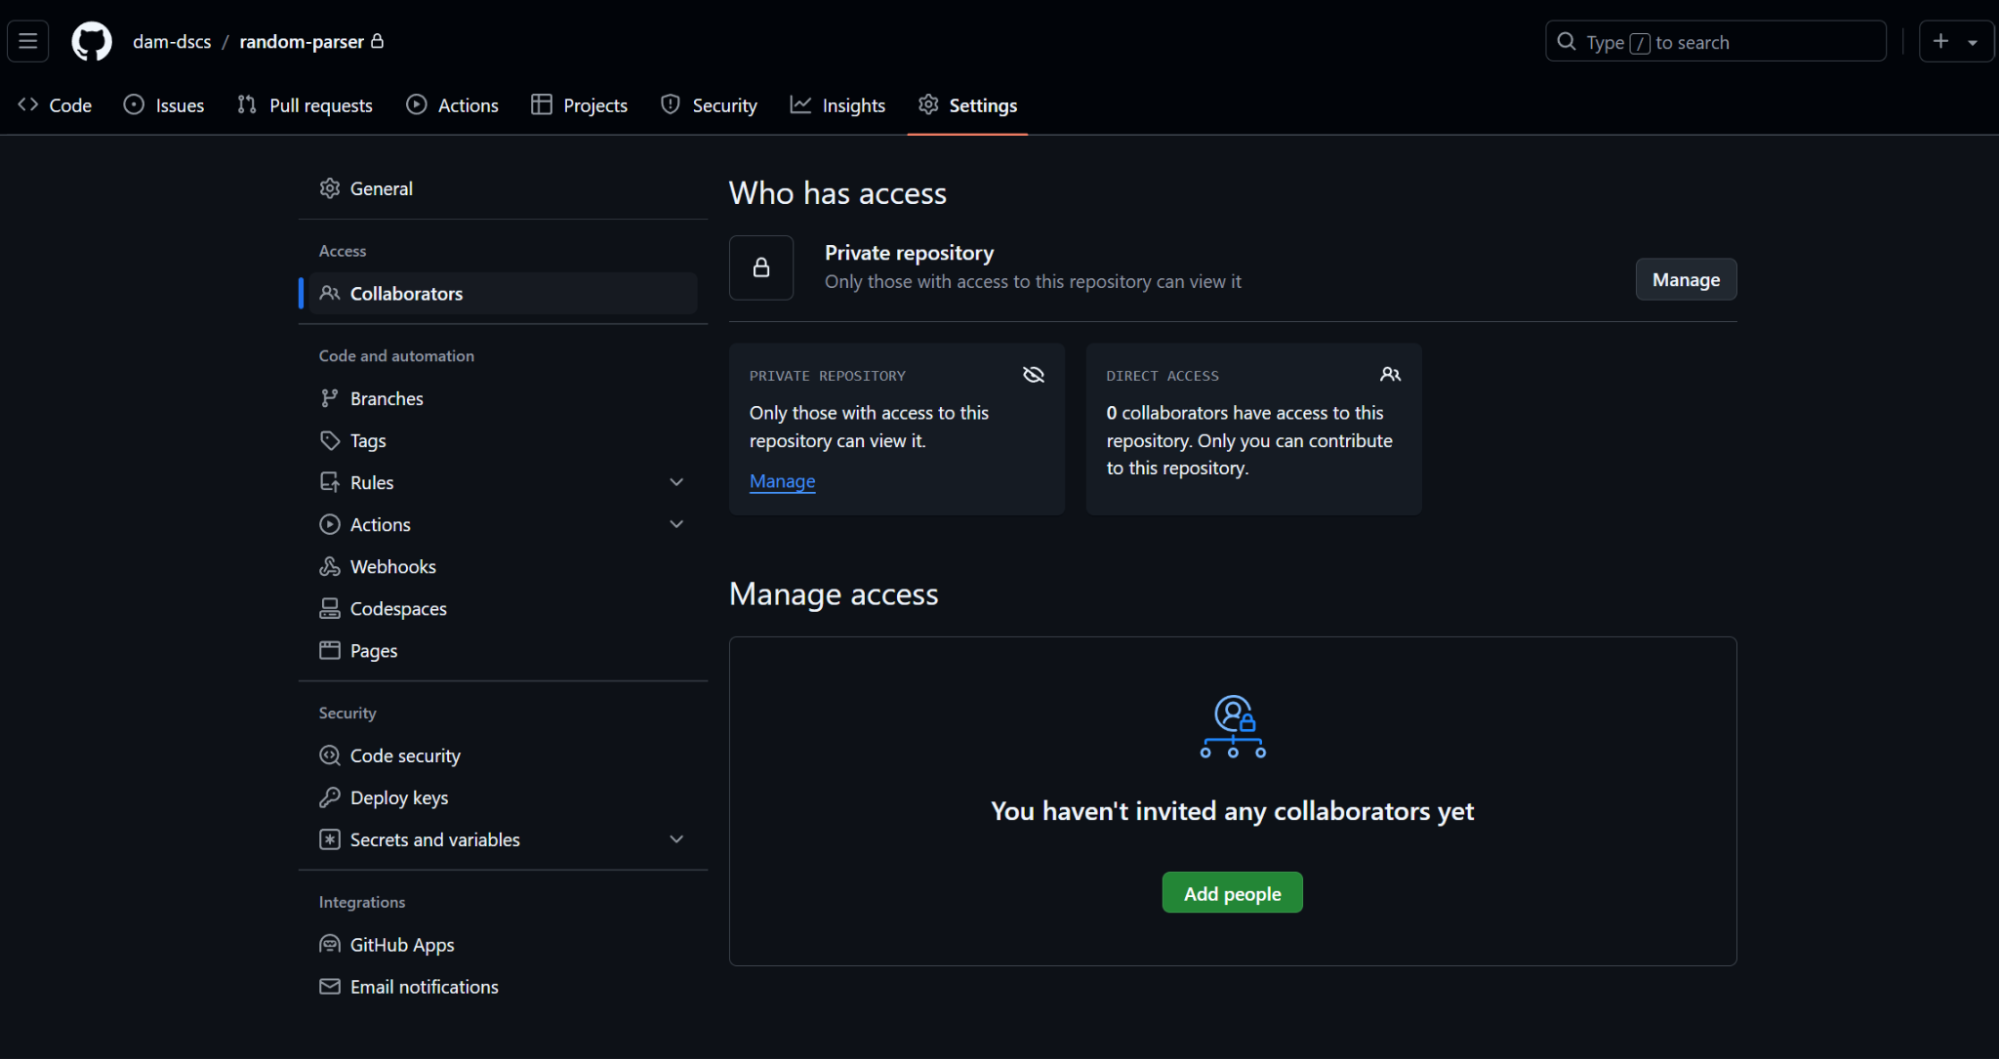 dam-dscs / random-parser
Type / to search
Code
Issues
Pull requests
Actions
Projects
Security
Insights
Settings
General
Access
Collaborators
Code and automation
Branches
Tags
Rules
Actions
Webhooks
Codespaces
Pages
Security
Code security
Deploy keys
Secrets and variables
Integrations
GitHub Apps
Email notifications
Who has access
Private repository
Only those with access to this repository can view it
Manage
PRIVATE REPOSITORY
Only those with access to this
repository can view it.
Manage
DIRECT ACCESS
0 collaborators have access to this
repository. Only you can contribute
to this repository.
Manage access
You haven't invited any collaborators yet
Add people